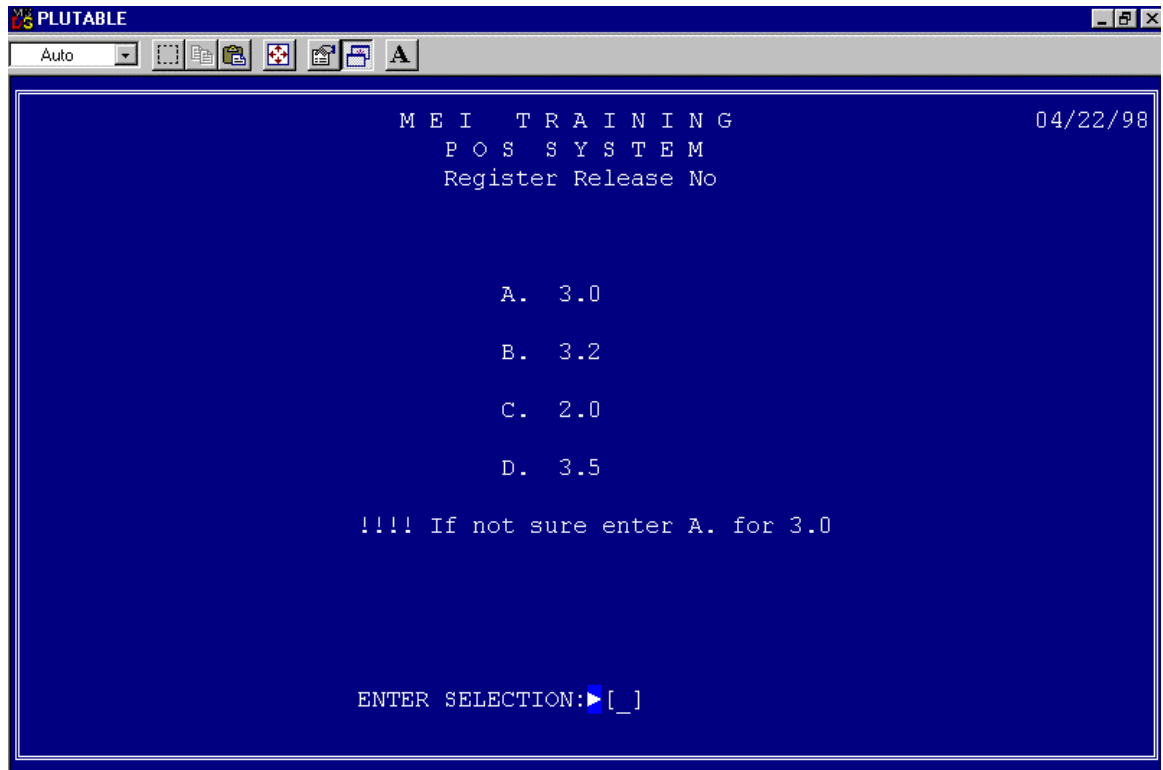 PLUTABLE
Auto
A
M E I   T R A I N I N G 04/22/98
P O S   S Y S T E M
Register Release No
A. 3.0
B. 3.2
C. 2.0
D. 3.5
!!!! If not sure enter A. for 3.0
ENTER SELECTION:►[_]